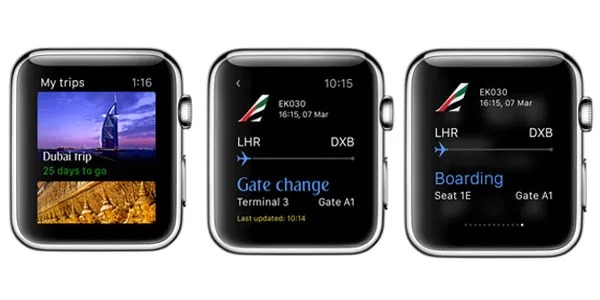 My trips 1:16
Dubai trip
25 days to go
‹ 10:15
EK030
16:15, 07 Mar
LHR DXB
Gate change
Terminal 3 Gate A1
Last updated: 10:14
EK030
16:15, 07 Mar
LHR DXB
Boarding
Seat 1E Gate A1